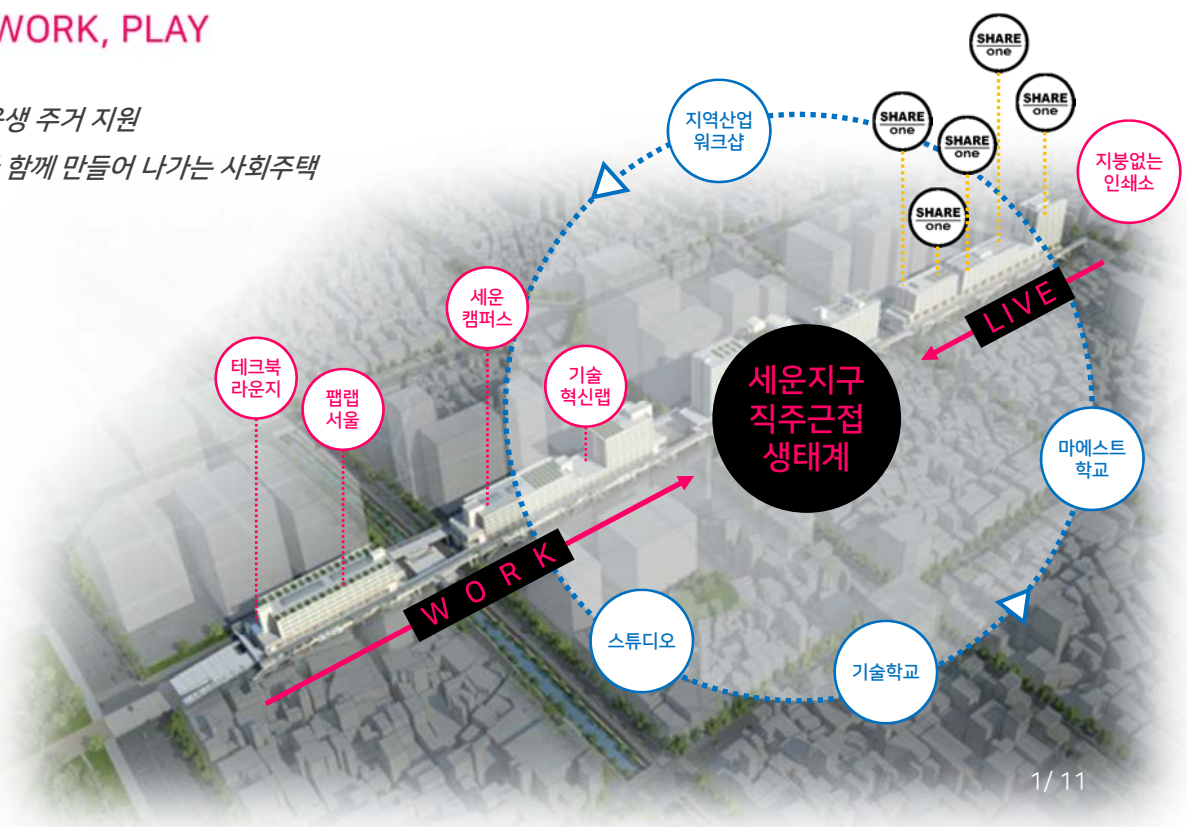 WORK, PLAY
주거 지원
함께 만들어 나가는 사회주택
SHARE
one
SHARE
one
SHARE
one
SHARE
one
SHARE
one
지역산업
워크샵
지붕없는
인쇄소
세운
캠퍼스
LIVE
테크북
라운지
팹랩
서울
기술
혁신랩
세운지구
직주근접
생태계
마에스트
학교
WORK
스튜디오
기술학교
1/ 11